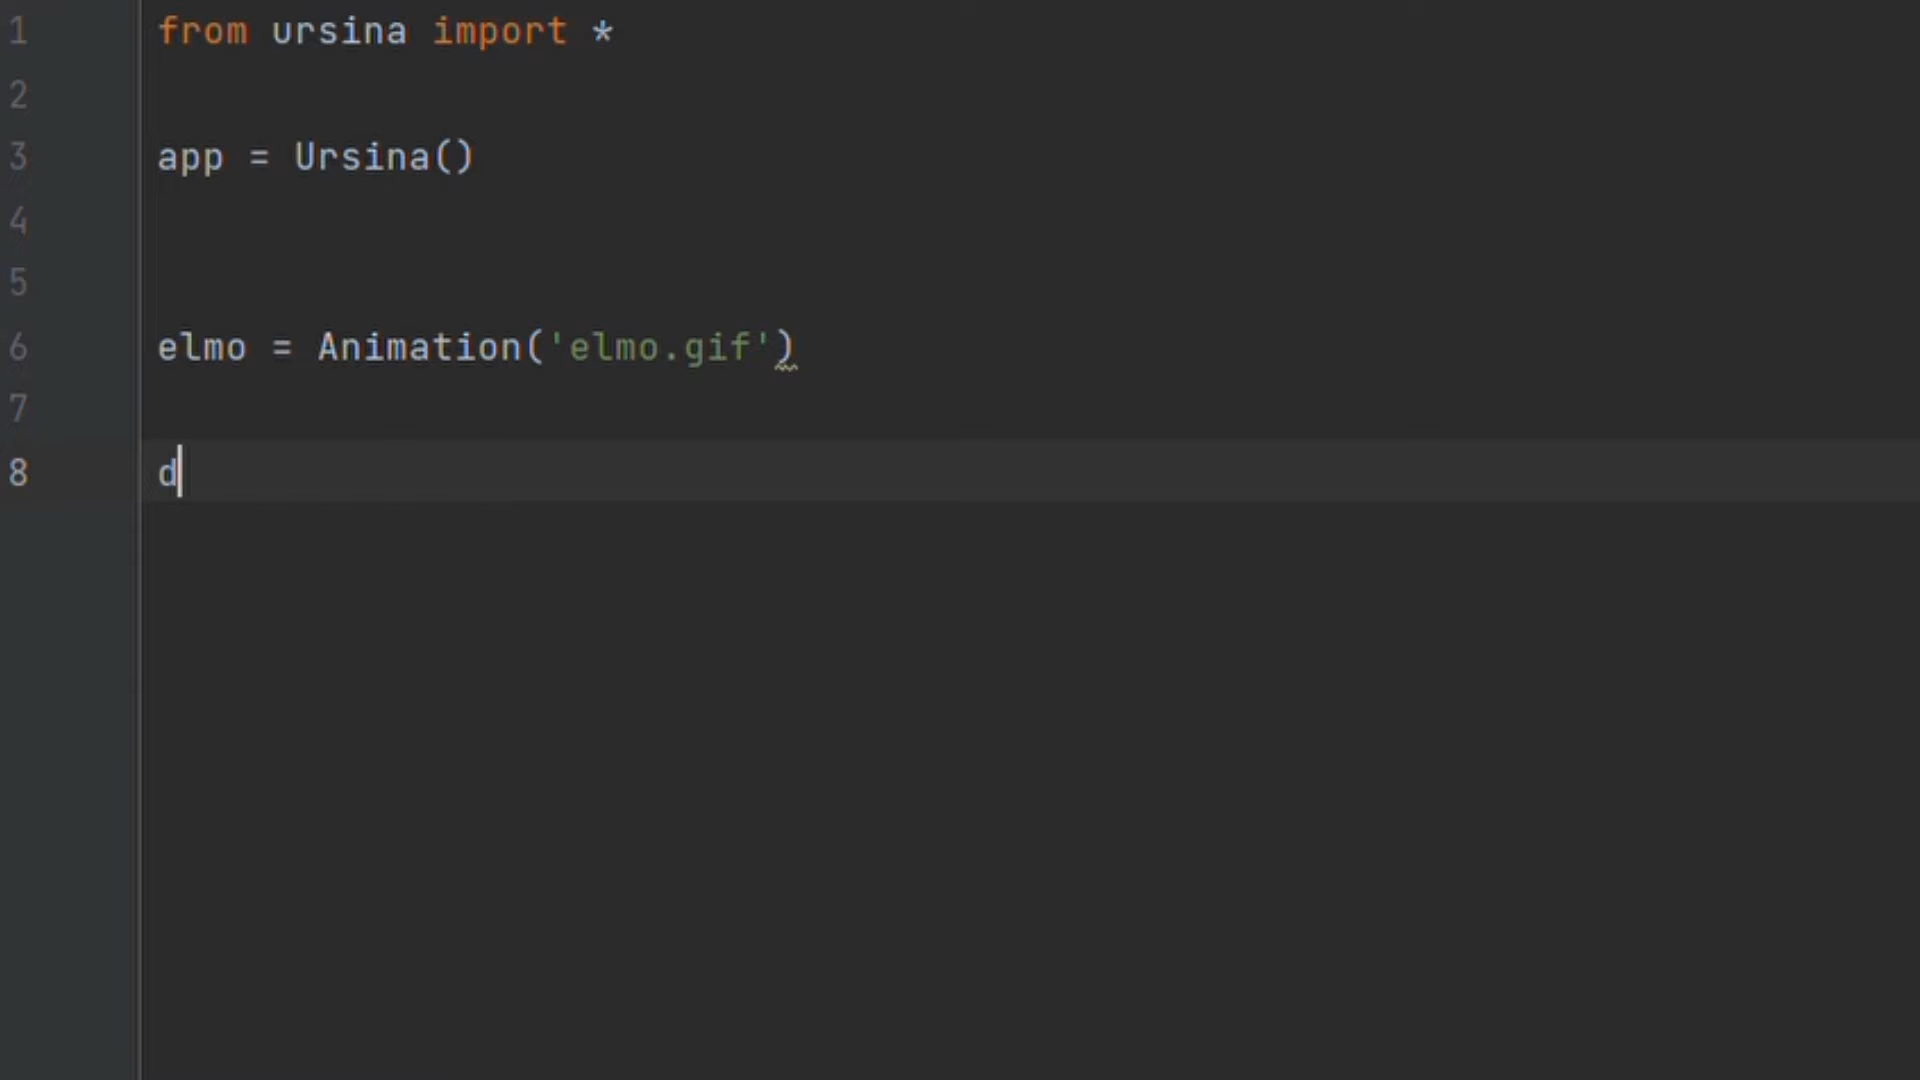 1 from ursina import *
2
3 app = Ursina()
4
5
6 elmo = Animation('elmo.gif')
7
8 d